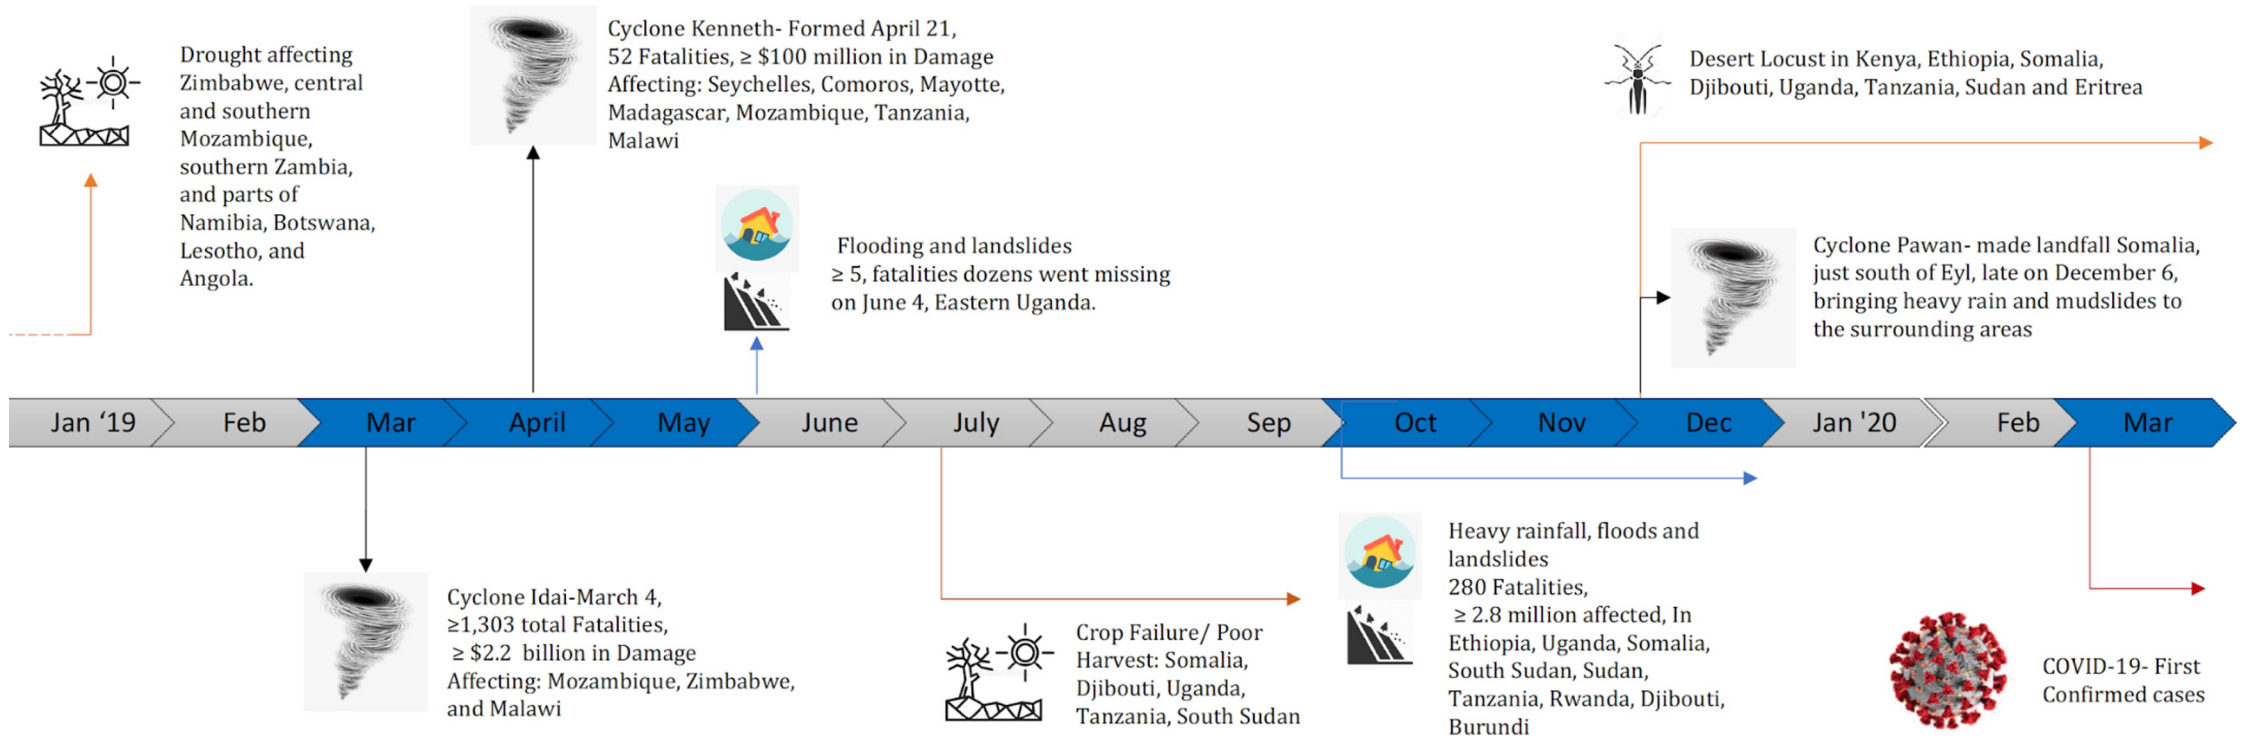 Drought affecting
Zimbabwe, central
and southern
Mozambique,
southern Zambia,
and parts of
Namibia, Botswana,
Lesotho, and
Angola.
Cyclone Kenneth- Formed April 21,
52 Fatalities, ≥ $100 million in Damage
Affecting: Seychelles, Comoros, Mayotte,
Madagascar, Mozambique, Tanzania,
Malawi
Flooding and landslides
≥ 5, fatalities dozens went missing
on June 4, Eastern Uganda.
Desert Locust in Kenya, Ethiopia, Somalia,
Djibouti, Uganda, Tanzania, Sudan and Eritrea
Cyclone Pawan- made landfall Somalia,
just south of Eyl, late on December 6,
bringing heavy rain and mudslides to
the surrounding areas
Jan ‘19 Feb Mar April May June July Aug Sep Oct Nov Dec Jan '20 Feb Mar
Cyclone Idai-March 4,
≥1,303 total Fatalities,
≥ $2.2 billion in Damage
Affecting: Mozambique, Zimbabwe,
and Malawi
Crop Failure/ Poor
Harvest: Somalia,
Djibouti, Uganda,
Tanzania, South Sudan
Heavy rainfall, floods and
landslides
280 Fatalities,
≥ 2.8 million affected, In
Ethiopia, Uganda, Somalia,
South Sudan, Sudan,
Tanzania, Rwanda, Djibouti,
Burundi
COVID-19- First
Confirmed cases